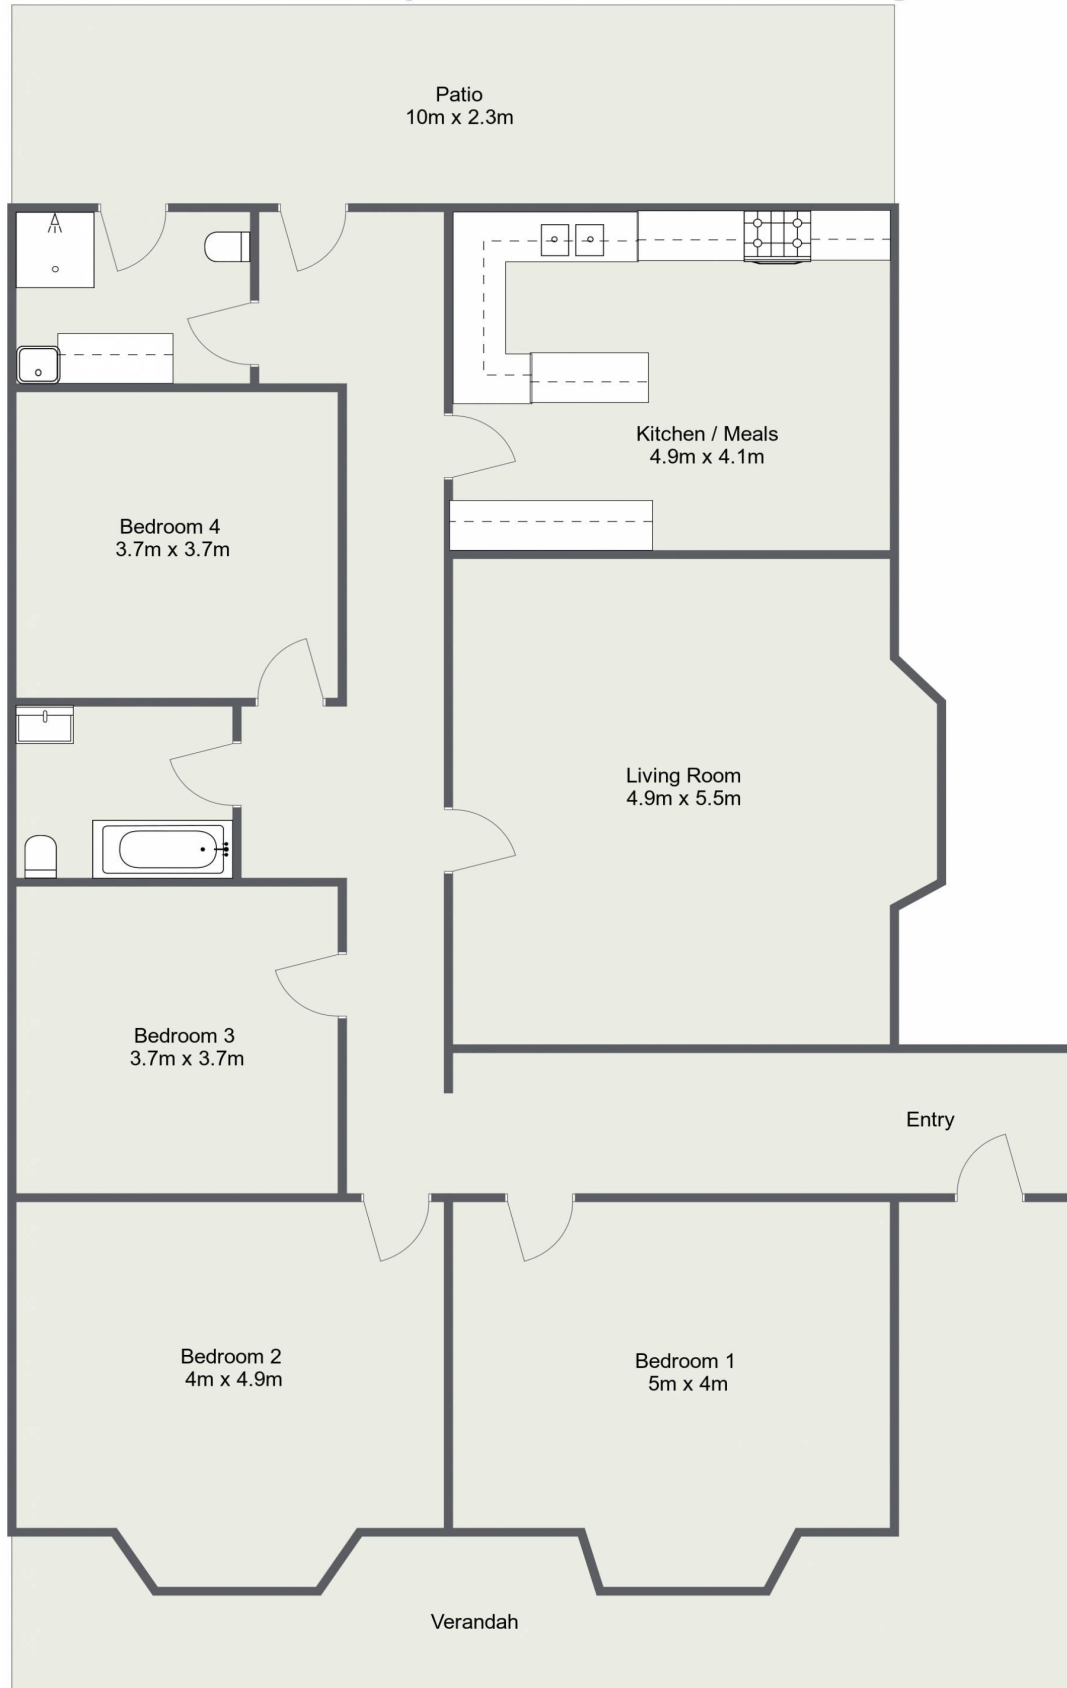 Patio
10m x 2.3m
Kitchen / Meals
4.9m x 4.1m
Bedroom 4
3.7m x 3.7m
Living Room
4.9m x 5.5m
Bedroom 3
3.7m x 3.7m
Entry
Bedroom 2
4m x 4.9m
Bedroom 1
5m x 4m
Verandah